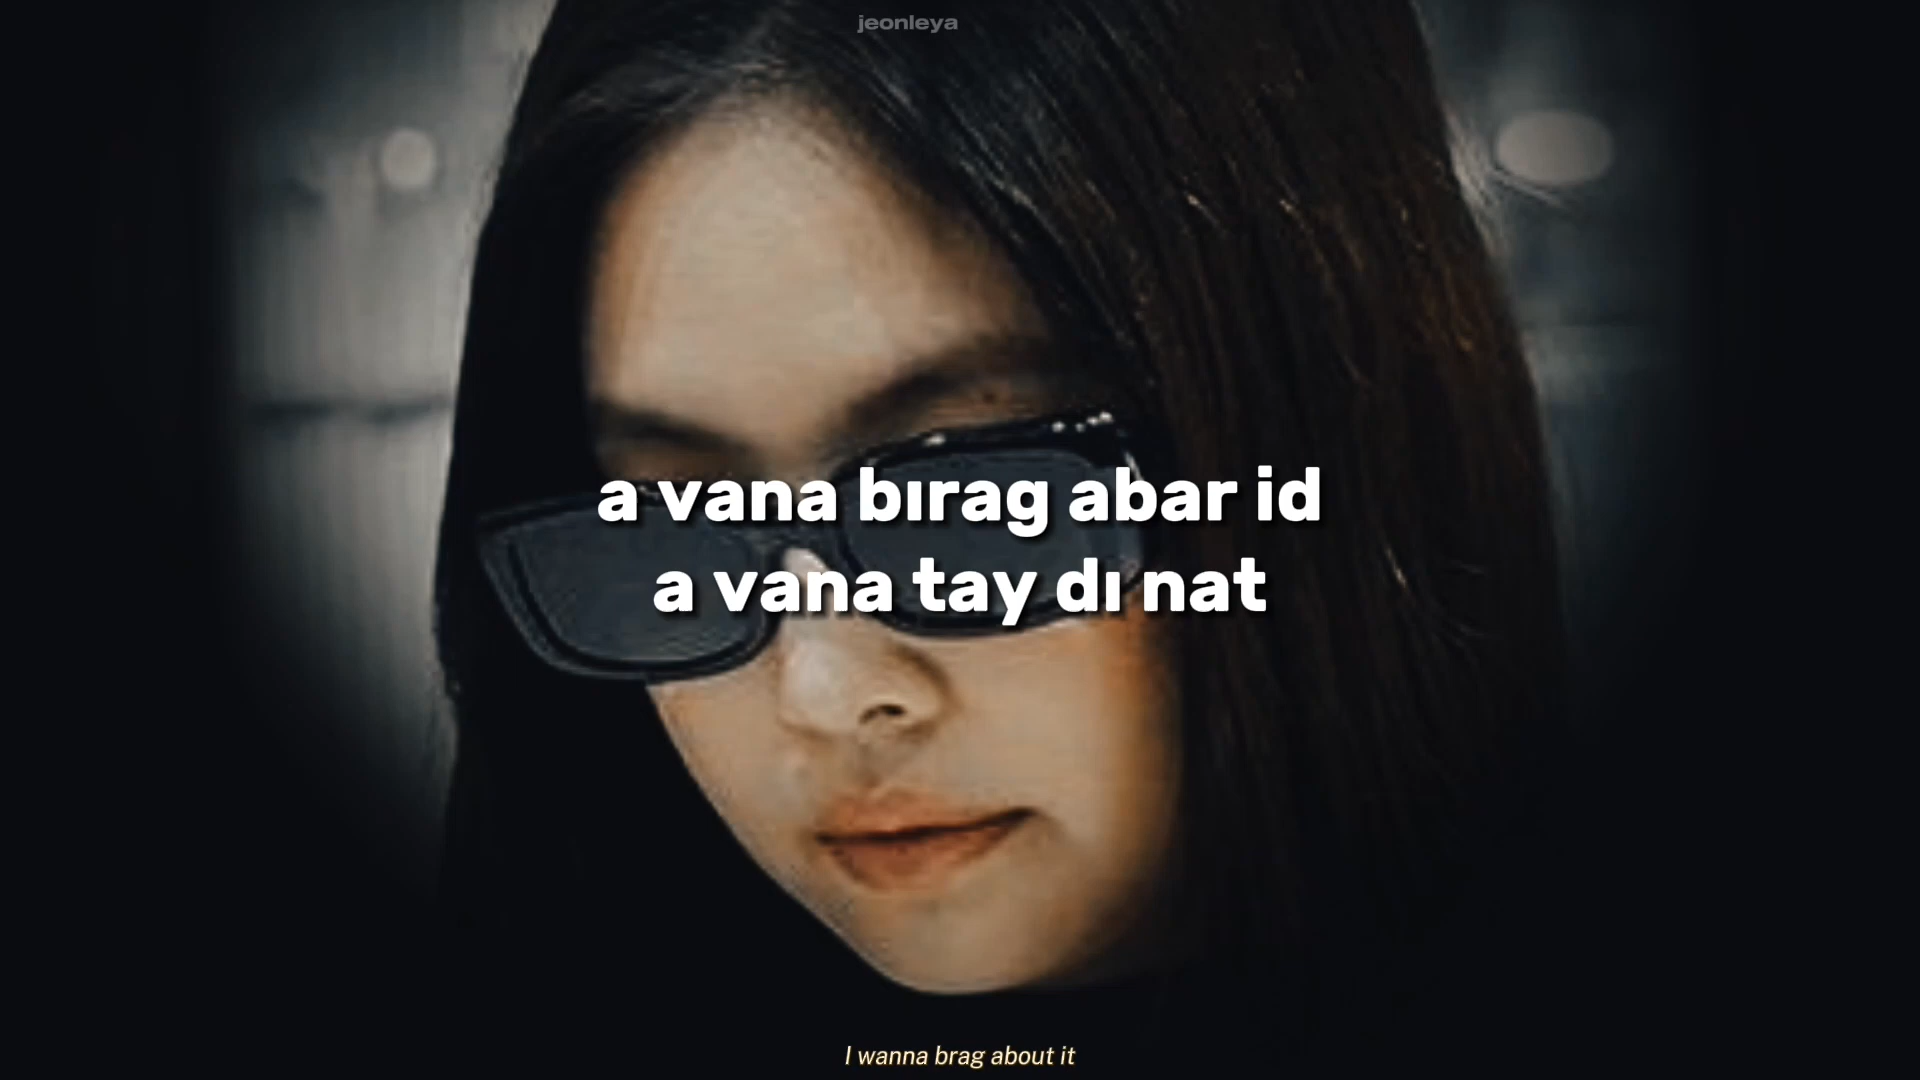 jeonleya
a vana bırag abar id
a vana tay dı nat
I wanna brag about it